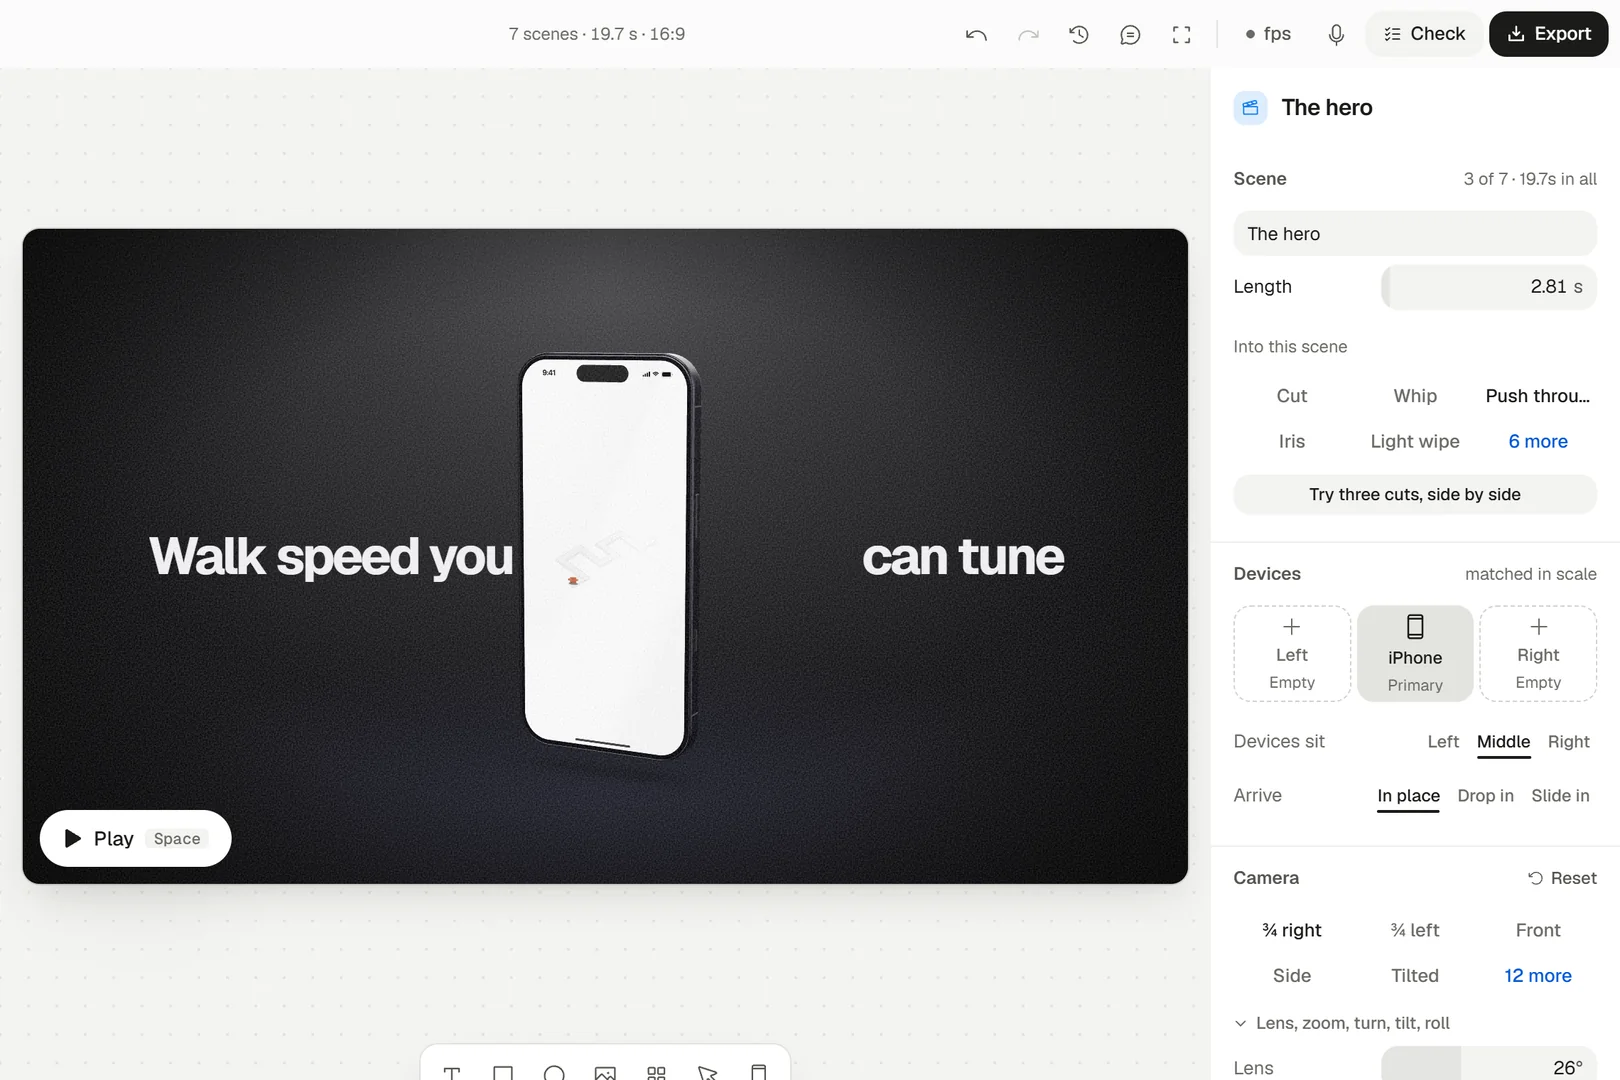 7 scenes · 19.7 s · 16:9
fps
Check
Export
The hero
Scene
3 of 7 · 19.7s in all
The hero
Length
2.81 s
Into this scene
Cut
Whip
Push throu...
Iris
Light wipe
6 more
Try three cuts, side by side
Devices
matched in scale
Left
Empty
iPhone
Primary
Right
Empty
Devices sit
Left
Middle
Right
Arrive
In place
Drop in
Slide in
Camera
Reset
¾ right
¾ left
Front
Side
Tilted
12 more
Lens, zoom, turn, tilt, roll
Lens
26°
9:41
Walk speed you can tune
Play
Space